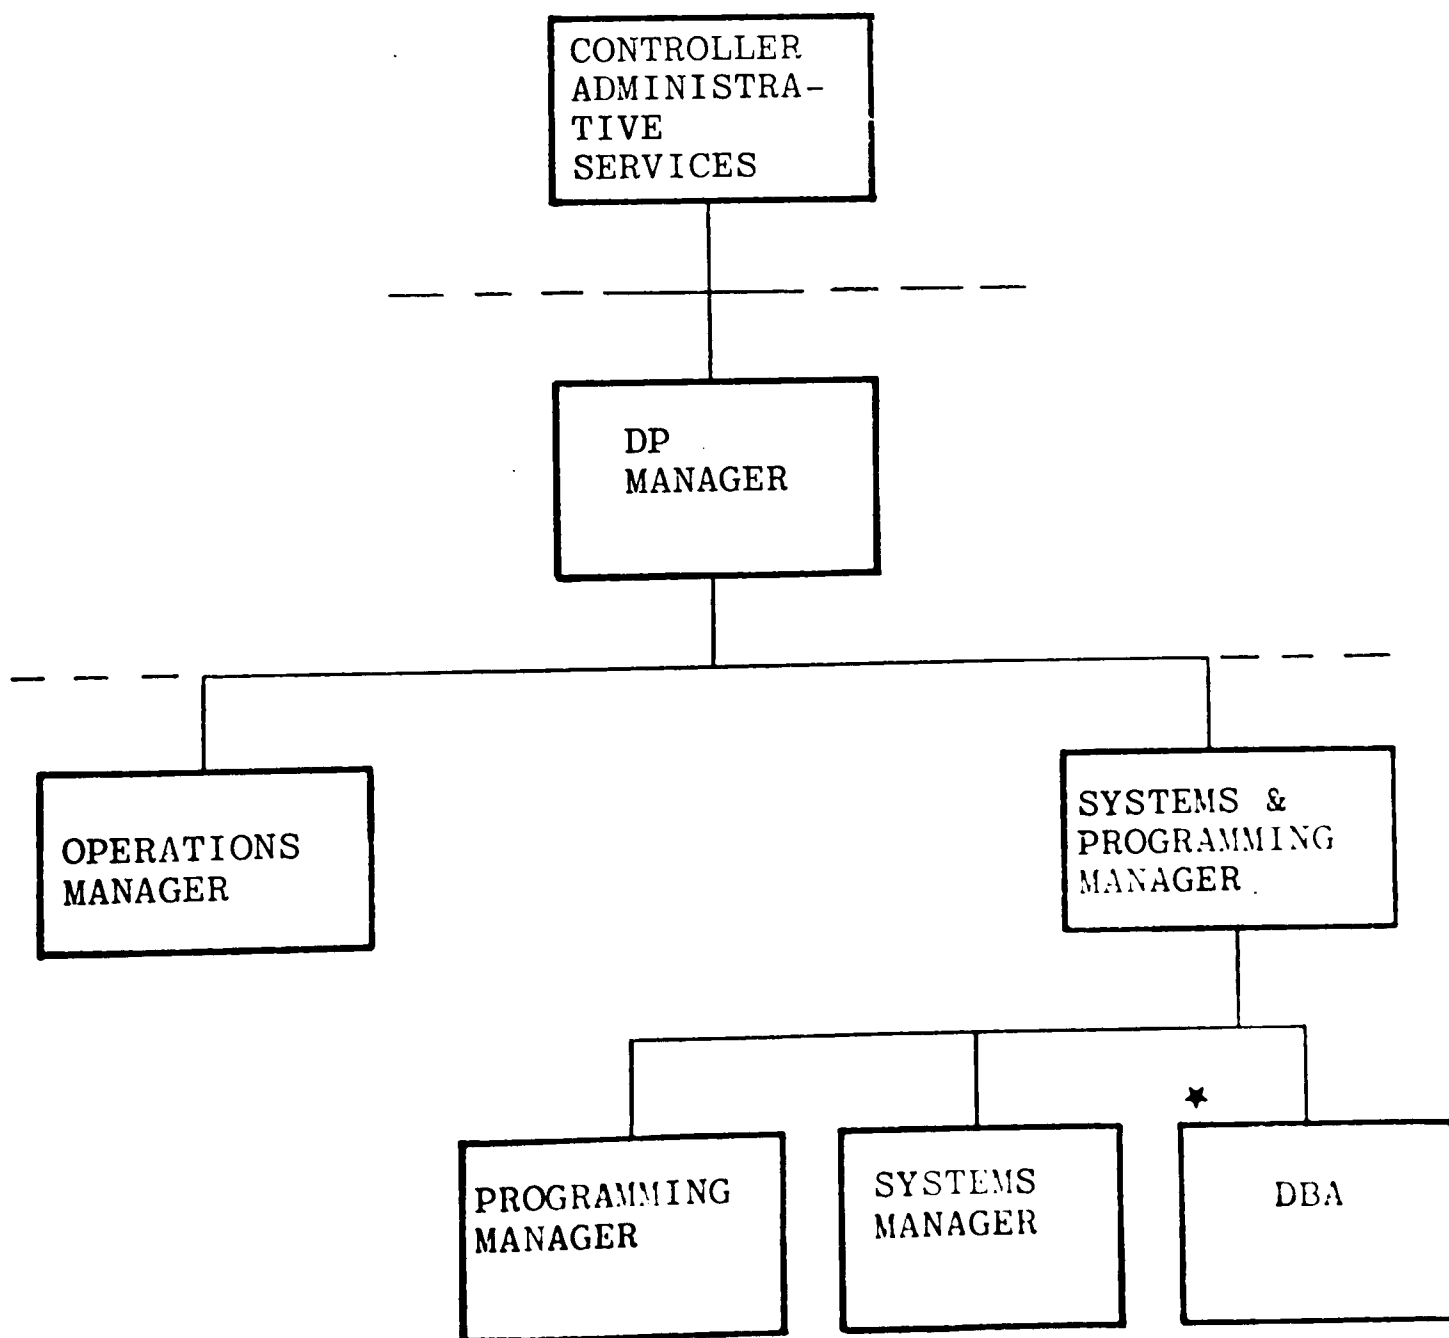 CONTROLLER
ADMINISTRA-
TIVE
SERVICES
DP
MANAGER
OPERATIONS
MANAGER
SYSTEMS &
PROGRAMMING
MANAGER
★
PROGRAMMING
MANAGER
SYSTEMS
MANAGER
DBA